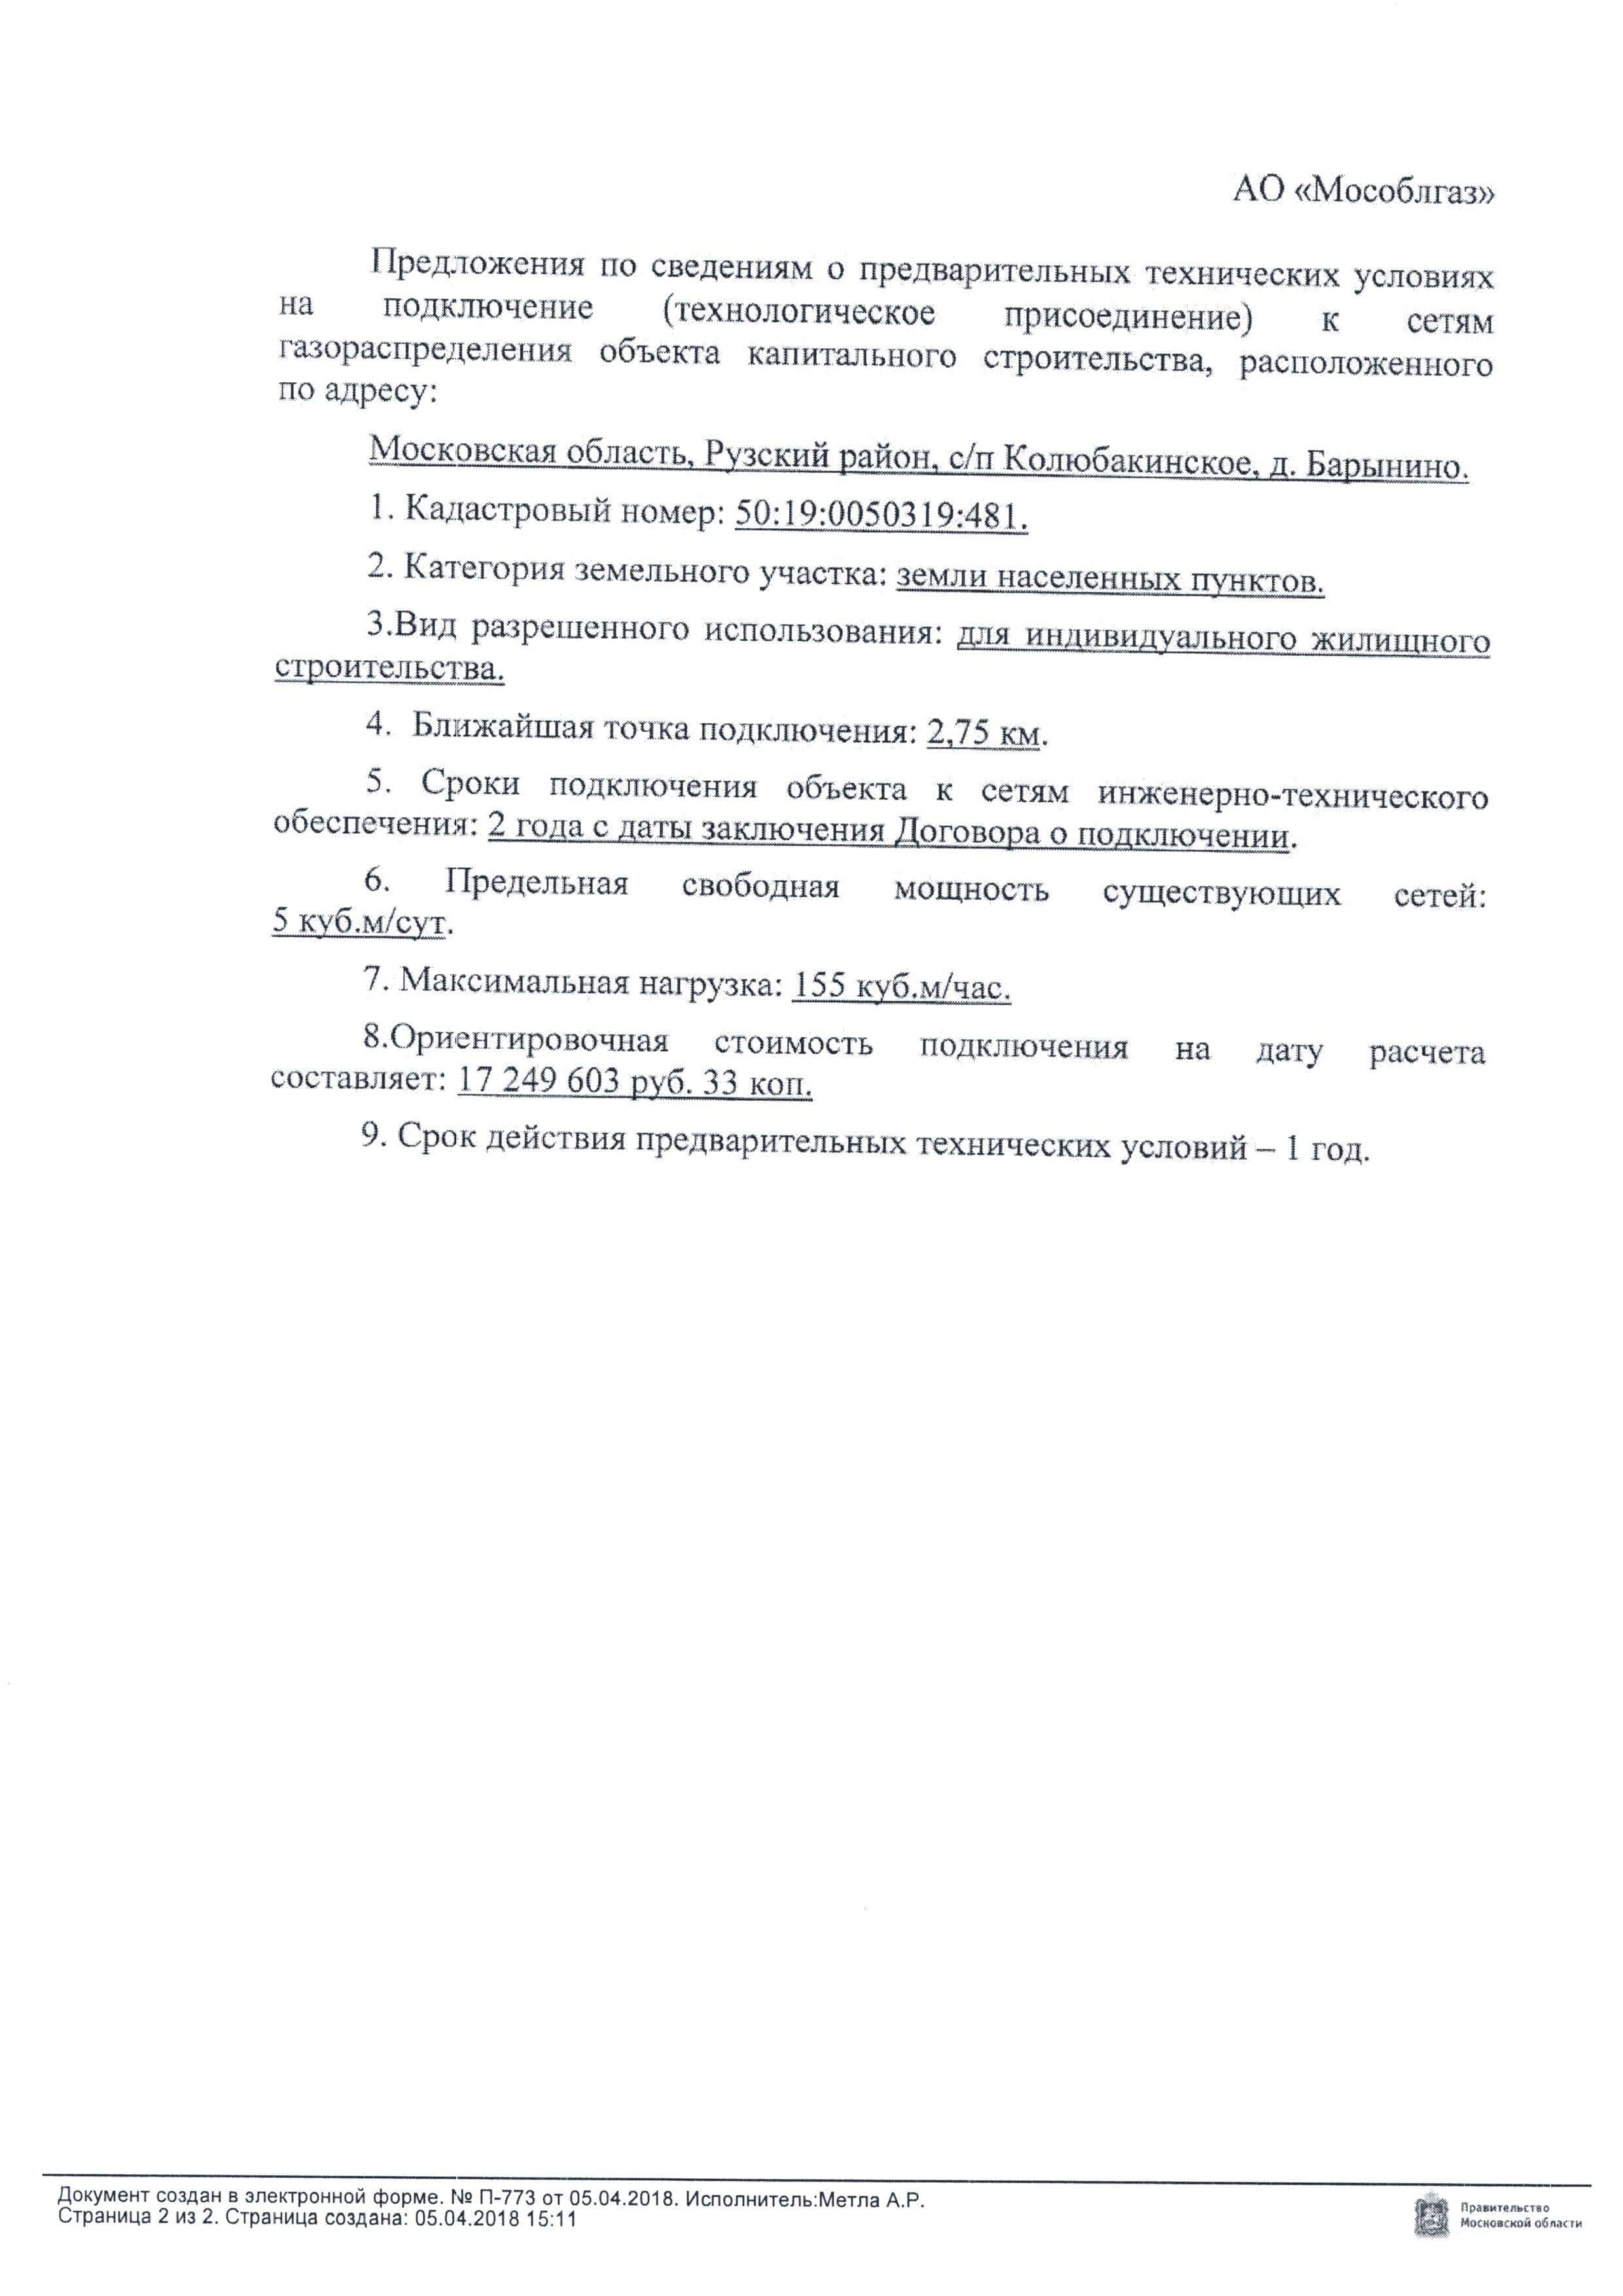 АО «Мособлгаз»
Предложения по сведениям о предварительных технических условиях
на подключение (технологическое присоединение) к сетям
газораспределения объекта капитального строительства, расположенного
по адресу:
Московская область, Рузский район, с/п Колюбакинское, д. Барынино.
1. Кадастровый номер: 50:19:0050319:481.
2. Категория земельного участка: земли населенных пунктов.
3.Вид разрешенного использования: для индивидуального жилищного
строительства.
4. Ближайшая точка подключения: 2,75 км.
5. Сроки подключения объекта к сетям инженерно-технического
обеспечения: 2 года с даты заключения Договора о подключении.
6. Предельная свободная мощность существующих сетей:
5 куб.м/сут.
7. Максимальная нагрузка: 155 куб.м/час.
8.Ориентировочная стоимость подключения на дату расчета
составляет: 17 249 603 руб. 33 коп.
9. Срок действия предварительных технических условий – 1 год.
Документ создан в электронной форме. № П-773 от 05.04.2018. Исполнитель:Метла А.Р.
Страница 2 из 2. Страница создана: 05.04.2018 15:11
Правительство
Московской области